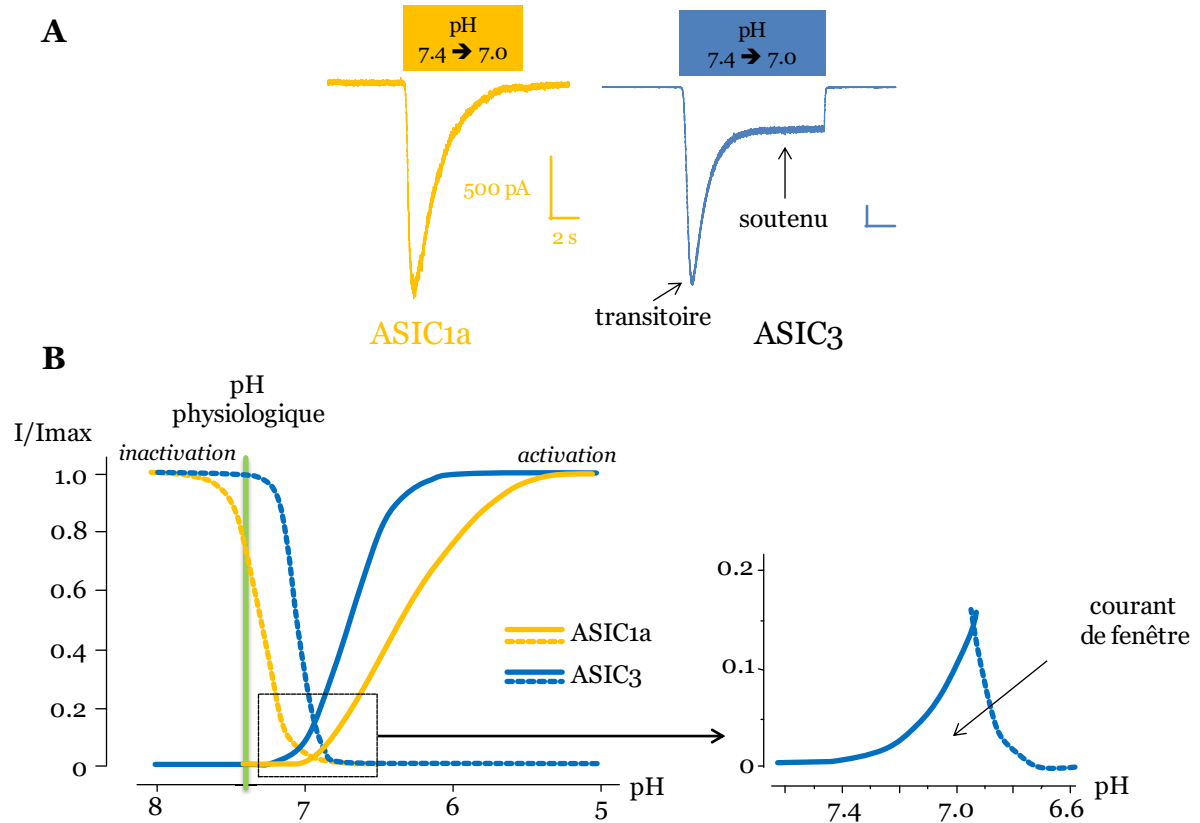 A
pH
7.4 ➔ 7.0
pH
7.4 ➔ 7.0
500 pA
2 s
soutenu
transitoire
ASIC1a
ASIC3
B
pH
physiologique
I/Imax
inactivation
activation
1.0
0.8
0.6
0.4
0.2
0
8
7
6
5
pH
ASIC1a
ASIC3
0.2
0.1
0
7.4
7.0
6.6
pH
courant
de fenêtre